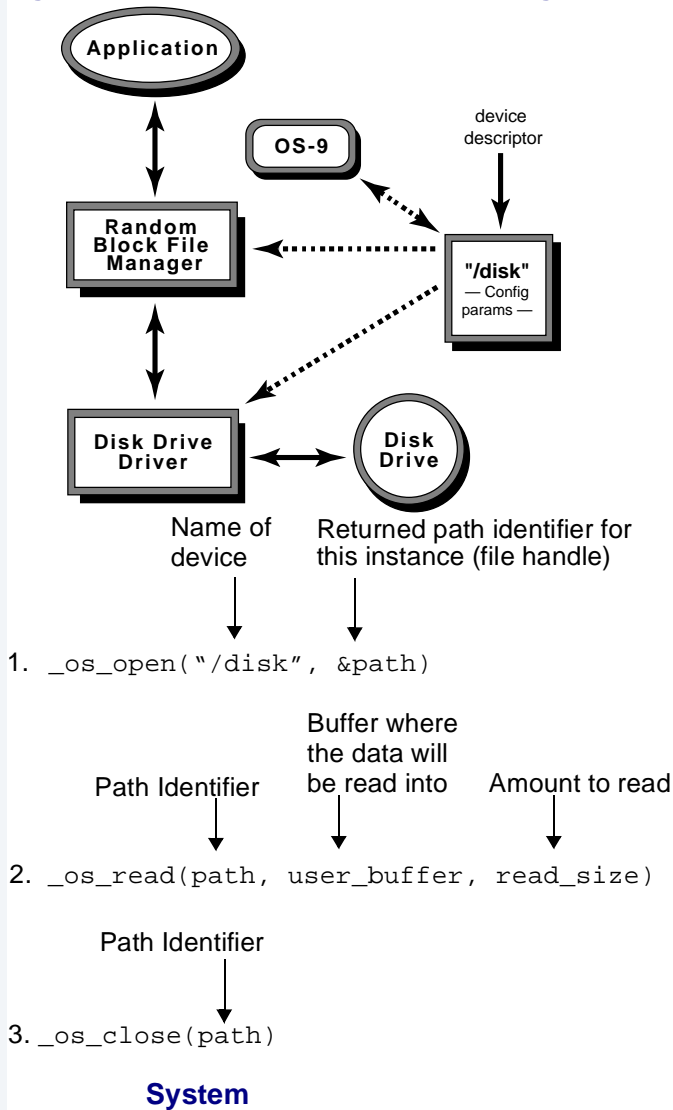 Application
device
descriptor
OS-9
Random
Block File
Manager
"/disk"
— Config
params —
Disk Drive
Driver
Disk
Drive
Name of
device
Returned path identifier for
this instance (file handle)
1. _os_open(“/disk”, &path)
Buffer where
the data will
be read into
Path Identifier
Amount to read
2. _os_read(path, user_buffer, read_size)
Path Identifier
3. _os_close(path)
System